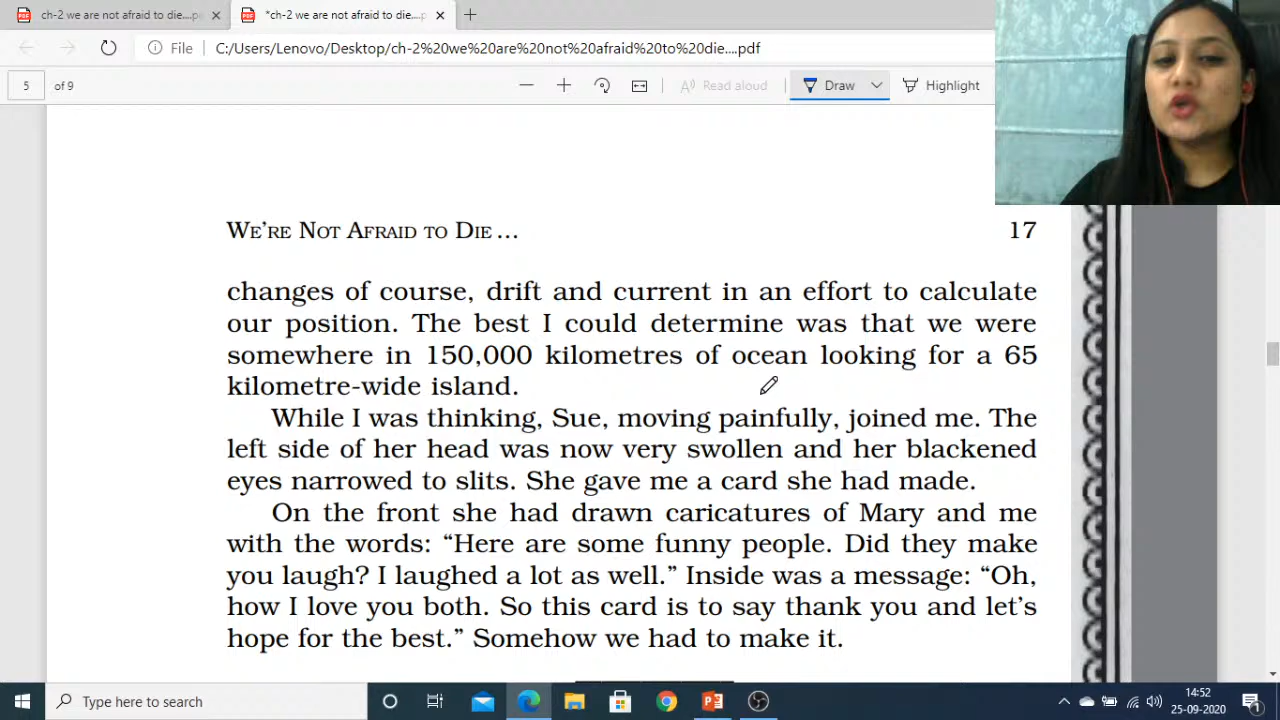 ch-2 we are not afraid to die....pe
*ch-2 we are not afraid to die....p
File
C:/Users/Lenovo/Desktop/ch-2%20we%20are%20not%20afraid%20to%20die....pdf
5
of 9
Read aloud
Draw
Highlight
WE'RE NOT AFRAID TO DIE ...
17
changes of course, drift and current in an effort to calculate
our position. The best I could determine was that we were
somewhere in 150,000 kilometres of ocean looking for a 65
kilometre-wide island.
While I was thinking, Sue, moving painfully, joined me. The
left side of her head was now very swollen and her blackened
eyes narrowed to slits. She gave me a card she had made.
On the front she had drawn caricatures of Mary and me
with the words: “Here are some funny people. Did they make
you laugh? I laughed a lot as well.” Inside was a message: “Oh,
how I love you both. So this card is to say thank you and let’s
hope for the best.” Somehow we had to make it.
Type here to search
14:52
25-09-2020